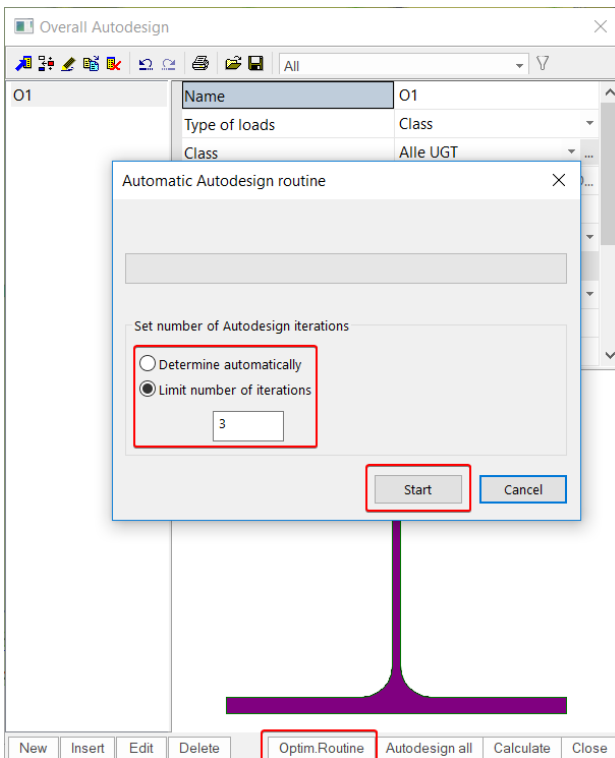 Overall Autodesign
All
O1
Name O1
Type of loads Class
Class Alle UGT ...
Automatic Autodesign routine
Set number of Autodesign iterations
Determine automatically
Limit number of iterations
3
Start Cancel
New Insert Edit Delete Optim.Routine Autodesign all Calculate Close